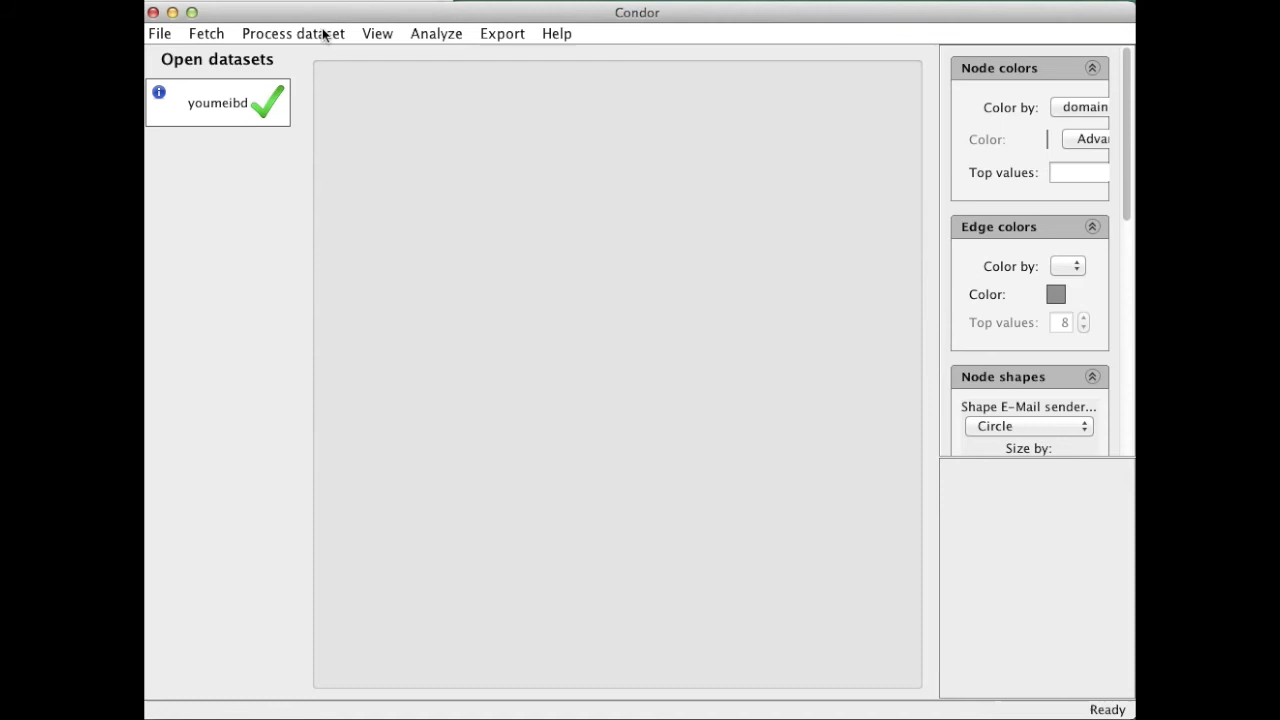 Condor
File Fetch Process dataset View Analyze Export Help
Open datasets
youmeibd
Node colors
Color by: domain
Color: Adva
Top values:
Edge colors
Color by:
Color:
Top values: 8
Node shapes
Shape E-Mail sender...
Circle
Size by:
Ready